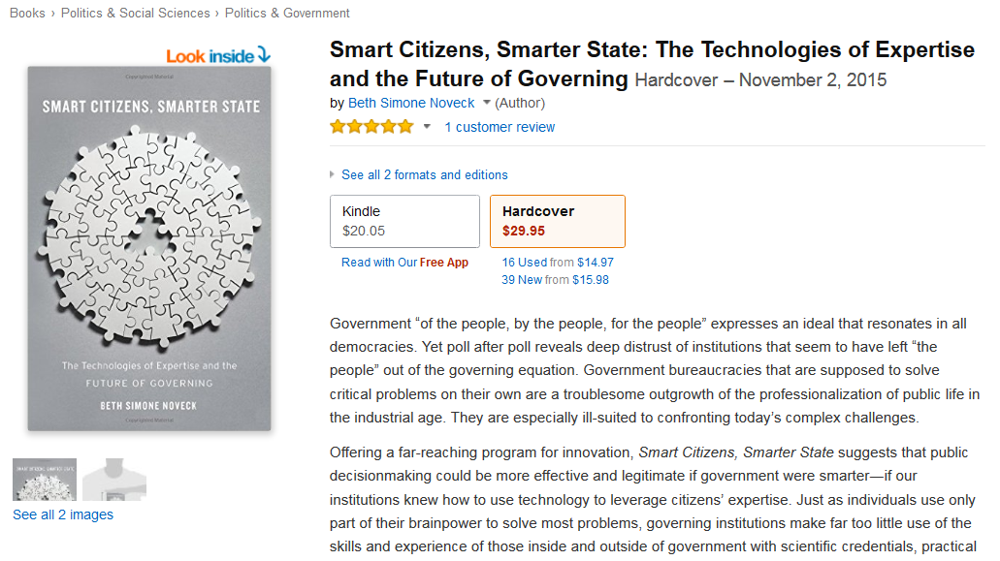 Books › Politics & Social Sciences › Politics & Government
Look inside
Copyrighted Material
SMART CITIZENS, SMARTER STATE
The Technologies of Expertise and the
FUTURE OF GOVERNING
BETH SIMONE NOVECK
Copyrighted Material
See all 2 images
Smart Citizens, Smarter State: The Technologies of Expertise
and the Future of Governing Hardcover – November 2, 2015
by Beth Simone Noveck (Author)
1 customer review
See all 2 formats and editions
Kindle
$20.05
Read with Our Free App
Hardcover
$29.95
16 Used from $14.97
39 New from $15.98
Government “of the people, by the people, for the people” expresses an ideal that resonates in all
democracies. Yet poll after poll reveals deep distrust of institutions that seem to have left “the
people” out of the governing equation. Government bureaucracies that are supposed to solve
critical problems on their own are a troublesome outgrowth of the professionalization of public life in
the industrial age. They are especially ill-suited to confronting today’s complex challenges.
Offering a far-reaching program for innovation, Smart Citizens, Smarter State suggests that public
decisionmaking could be more effective and legitimate if government were smarter—if our
institutions knew how to use technology to leverage citizens’ expertise. Just as individuals use only
part of their brainpower to solve most problems, governing institutions make far too little use of the
skills and experience of those inside and outside of government with scientific credentials, practical